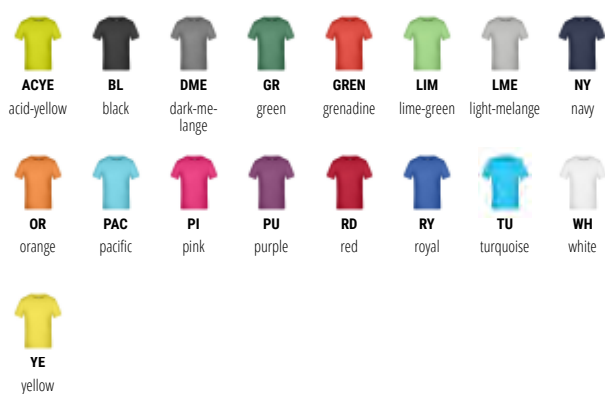 ACYE BL DME GR GREN LIM LME NY
acid-yellow black dark-me- green grenadine lime-green light-melange navy
lange
OR PAC PI PU RD RY TU WH
orange pacific pink purple red royal turquoise white
YE
yellow